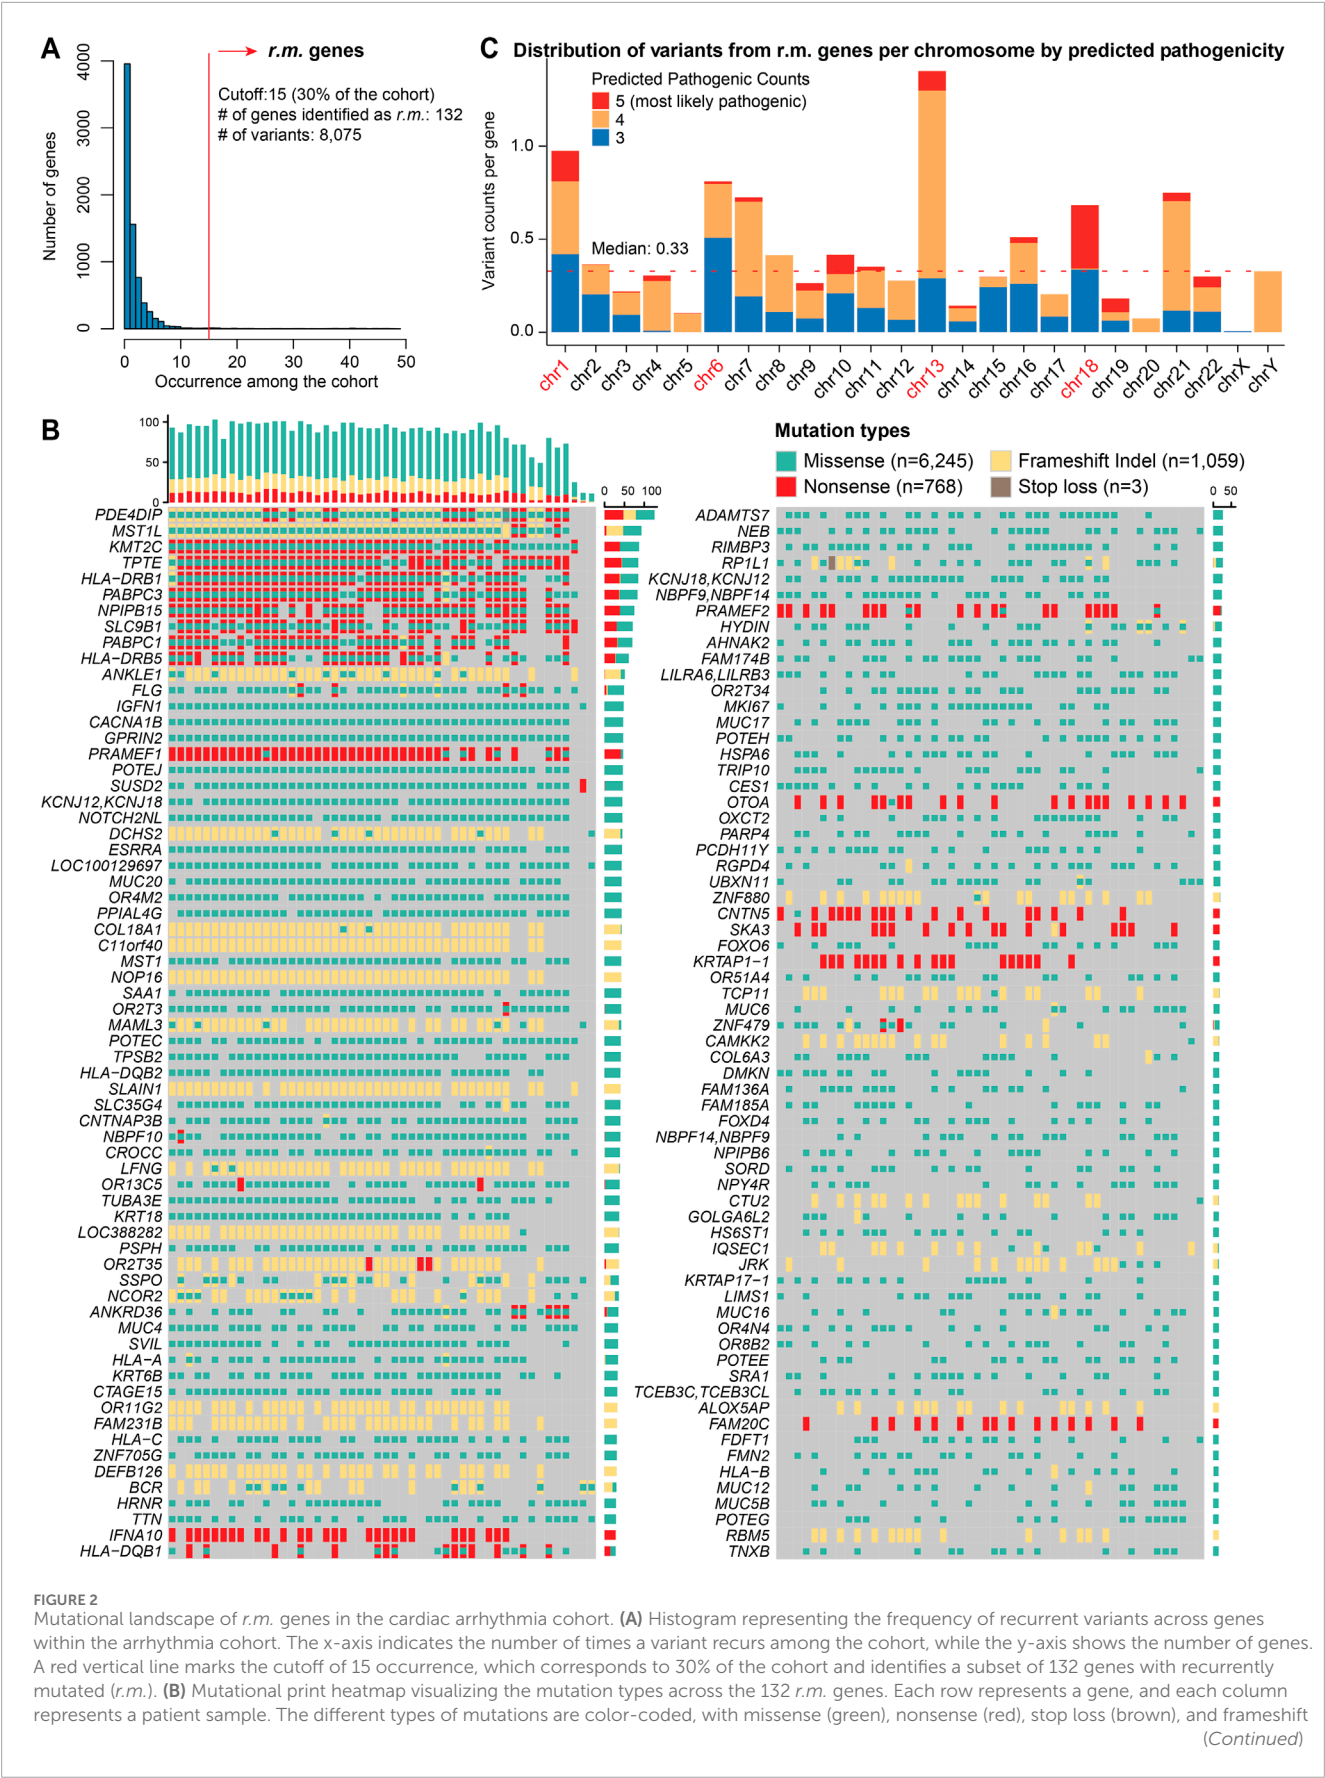 A
r.m. genes
Cutoff:15 (30% of the cohort)
# of genes identified as r.m.: 132
# of variants: 8,075
Number of genes
4000
3000
2000
1000
0
0 10 20 30 40 50
Occurrence among the cohort
C Distribution of variants from r.m. genes per chromosome by predicted pathogenicity
Predicted Pathogenic Counts
5 (most likely pathogenic)
4
3
Variant counts per gene
1.0
0.5
0.0
Median: 0.33
chr1 chr2 chr3 chr4 chr5 chr6 chr7 chr8 chr9 chr10 chr11 chr12 chr13 chr14 chr15 chr16 chr17 chr18 chr19 chr20 chr21 chr22 chrX chrY
B
100
50
0
0 50 100
PDE4DIP
MST1L
KMT2C
TPTE
HLA−DRB1
PABPC3
NPIPB15
SLC9B1
PABPC1
HLA−DRB5
ANKLE1
FLG
IGFN1
CACNA1B
GPRIN2
PRAMEF1
POTEJ
SUSD2
KCNJ12,KCNJ18
NOTCH2NL
DCHS2
ESRRA
LOC100129697
MUC20
OR4M2
PPIAL4G
COL18A1
C11orf40
MST1
NOP16
SAA1
OR2T3
MAML3
POTEC
TPSB2
HLA−DQB2
SLAIN1
SLC35G4
CNTNAP3B
NBPF10
CROCC
LFNG
OR13C5
TUBA3E
KRT18
LOC388282
PSPH
OR2T35
SSPO
NCOR2
ANKRD36
MUC4
SVIL
HLA−A
KRT6B
CTAGE15
OR11G2
FAM231B
HLA−C
ZNF705G
DEFB126
BCR
HRNR
TTN
IFNA10
HLA−DQB1
Mutation types
Missense (n=6,245)
Frameshift Indel (n=1,059)
Nonsense (n=768)
Stop loss (n=3)
0 50
ADAMTS7
NEB
RIMBP3
RP1L1
KCNJ18,KCNJ12
NBPF9,NBPF14
PRAMEF2
HYDIN
AHNAK2
FAM174B
LILRA6,LILRB3
OR2T34
MKI67
MUC17
POTEH
HSPA6
TRIP10
CES1
OTOA
OXCT2
PARP4
PCDH11Y
RGPD4
UBXN11
ZNF880
CNTN5
SKA3
FOXO6
KRTAP1−1
OR51A4
TCP11
MUC6
ZNF479
CAMKK2
COL6A3
DMKN
FAM136A
FAM185A
FOXD4
NBPF14,NBPF9
NPIPB6
SORD
NPY4R
CTU2
GOLGA6L2
HS6ST1
IQSEC1
JRK
KRTAP17−1
LIMS1
MUC16
OR4N4
OR8B2
POTEE
SRA1
TCEB3C,TCEB3CL
ALOX5AP
FAM20C
FDFT1
FMN2
HLA−B
MUC12
MUC5B
POTEG
RBM5
TNXB
FIGURE 2
Mutational landscape of r.m. genes in the cardiac arrhythmia cohort. (A) Histogram representing the frequency of recurrent variants across genes
within the arrhythmia cohort. The x-axis indicates the number of times a variant recurs among the cohort, while the y-axis shows the number of genes.
A red vertical line marks the cutoff of 15 occurrence, which corresponds to 30% of the cohort and identifies a subset of 132 genes with recurrently
mutated (r.m.). (B) Mutational print heatmap visualizing the mutation types across the 132 r.m. genes. Each row represents a gene, and each column
represents a patient sample. The different types of mutations are color-coded, with missense (green), nonsense (red), stop loss (brown), and frameshift
(Continued)